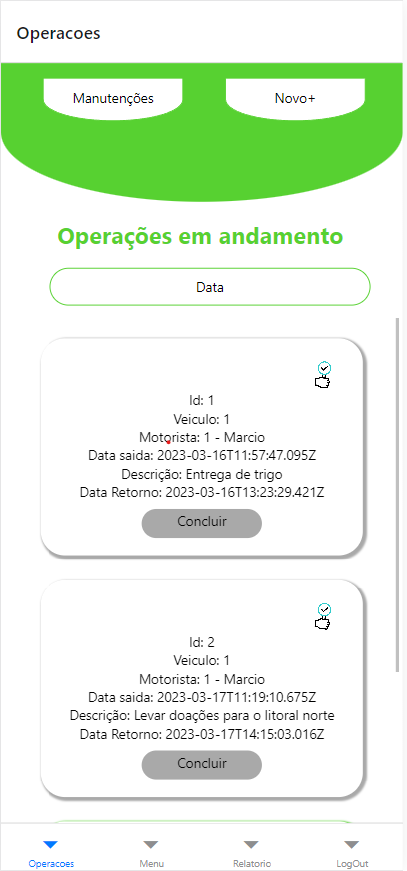 Operacoes
Manutenções
Novo+
Operações em andamento
Data
Id: 1
Veiculo: 1
Motorista: 1 - Marcio
Data saida: 2023-03-16T11:57:47.095Z
Descrição: Entrega de trigo
Data Retorno: 2023-03-16T13:23:29.421Z
Concluir
Id: 2
Veiculo: 1
Motorista: 1 - Marcio
Data saida: 2023-03-17T11:19:10.675Z
Descrição: Levar doações para o litoral norte
Data Retorno: 2023-03-17T14:15:03.016Z
Concluir
Operacoes
Menu
Relatorio
LogOut